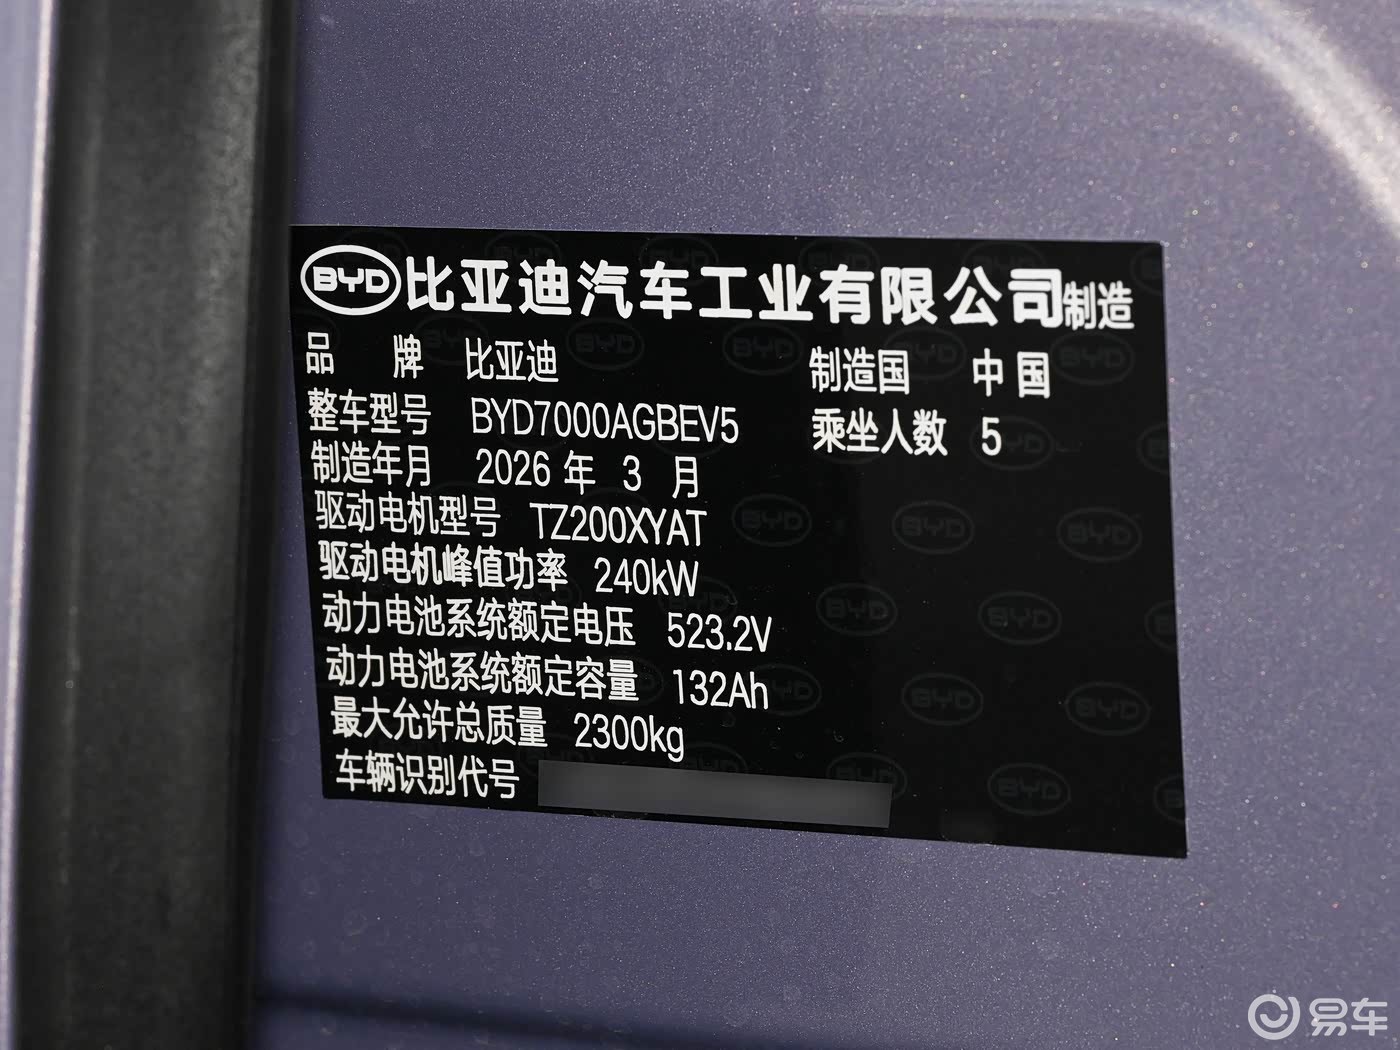 BYD 比亚迪汽车工业有限公司制造
品 牌 比亚迪 制造国 中国
整车型号 BYD7000AGBEV5 乘坐人数 5
制造年月 2026 年 3 月
驱动电机型号 TZ200XYAT
驱动电机峰值功率 240kW
动力电池系统额定电压 523.2V
动力电池系统额定容量 132Ah
最大允许总质量 2300kg
车辆识别代号
易车